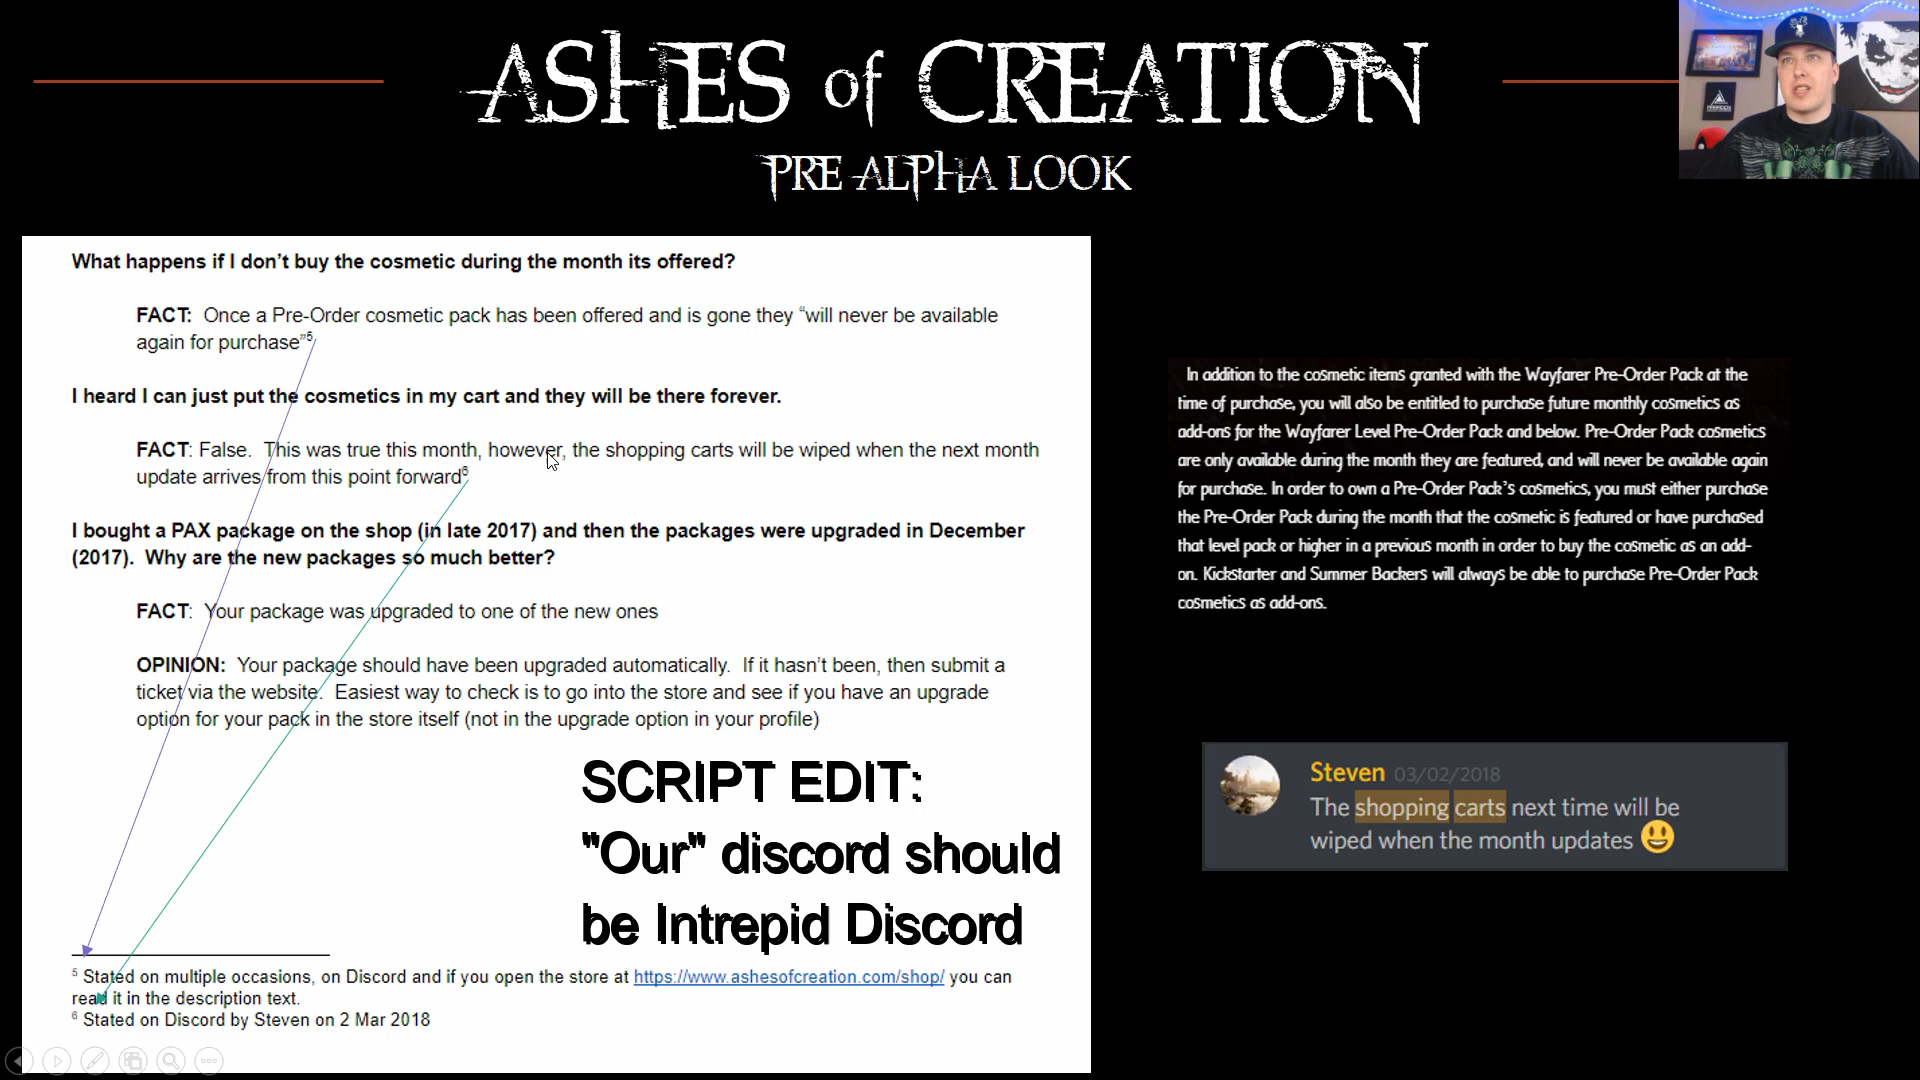 ASHES of CREATION
PRE ALPHA LOOK
What happens if I don't buy the cosmetic during the month its offered?
FACT: Once a Pre-Order cosmetic pack has been offered and is gone they “will never be available
again for purchase”5
I heard I can just put the cosmetics in my cart and they will be there forever.
FACT: False. This was true this month, however, the shopping carts will be wiped when the next month
update arrives from this point forward6
I bought a PAX package on the shop (in late 2017) and then the packages were upgraded in December
(2017). Why are the new packages so much better?
FACT: Your package was upgraded to one of the new ones
OPINION: Your package should have been upgraded automatically. If it hasn't been, then submit a
ticket via the website. Easiest way to check is to go into the store and see if you have an upgrade
option for your pack in the store itself (not in the upgrade option in your profile)
SCRIPT EDIT:
"Our" discord should
be Intrepid Discord
5 Stated on multiple occasions, on Discord and if you open the store at https://www.ashesofcreation.com/shop/ you can
read it in the description text.
6 Stated on Discord by Steven on 2 Mar 2018
In addition to the cosmetic items granted with the Wayfarer Pre-Order Pack at the
time of purchase, you will also be entitled to purchase future monthly cosmetics as
add-ons for the Wayfarer Level Pre-Order Pack and below. Pre-Order Pack cosmetics
are only available during the month they are featured, and will never be available again
for purchase. In order to own a Pre-Order Pack's cosmetics, you must either purchase
the Pre-Order Pack during the month that the cosmetic is featured or have purchased
that level pack or higher in a previous month in order to buy the cosmetic as an add-
on. Kickstarter and Summer Backers will always be able to purchase Pre-Order Pack
cosmetics as add-ons.
Steven 03/02/2018
The shopping carts next time will be
wiped when the month updates 😃